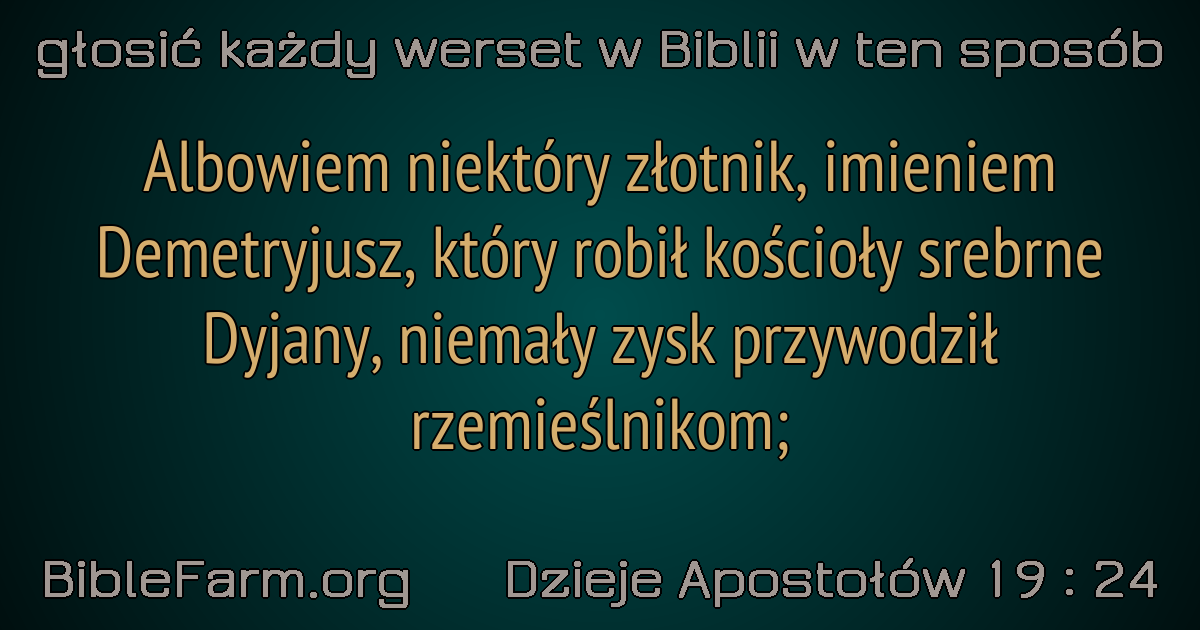 głosić każdy werset w Biblii w ten sposób
Albowiem niektóry złotnik, imieniem
Demetryjusz, który robił kościoły srebrne
Dyjany, niemały zysk przywodził
rzemieślnikom;
BibleFarm.org Dzieje Apostołów 19 : 24